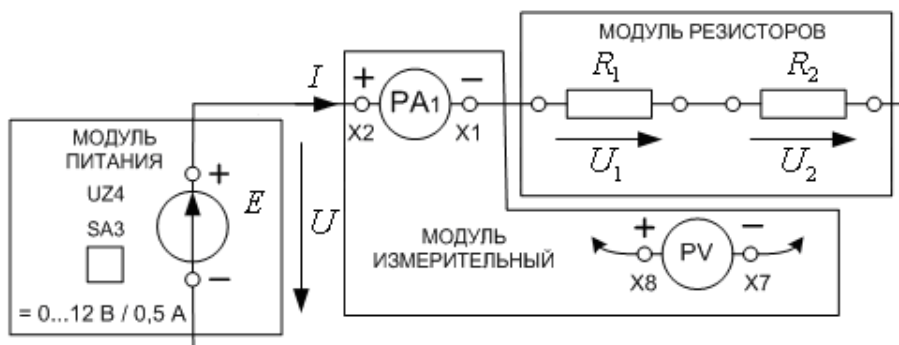 МОДУЛЬ РЕЗИСТОРОВ
I
R₁
R₂
+
PA1
−
X2
X1
U₁
U₂
МОДУЛЬ
ПИТАНИЯ
UZ4
SA3
+
E
−
= 0...12 В / 0,5 А
U
МОДУЛЬ
ИЗМЕРИТЕЛЬНЫЙ
+
PV
−
X8
X7